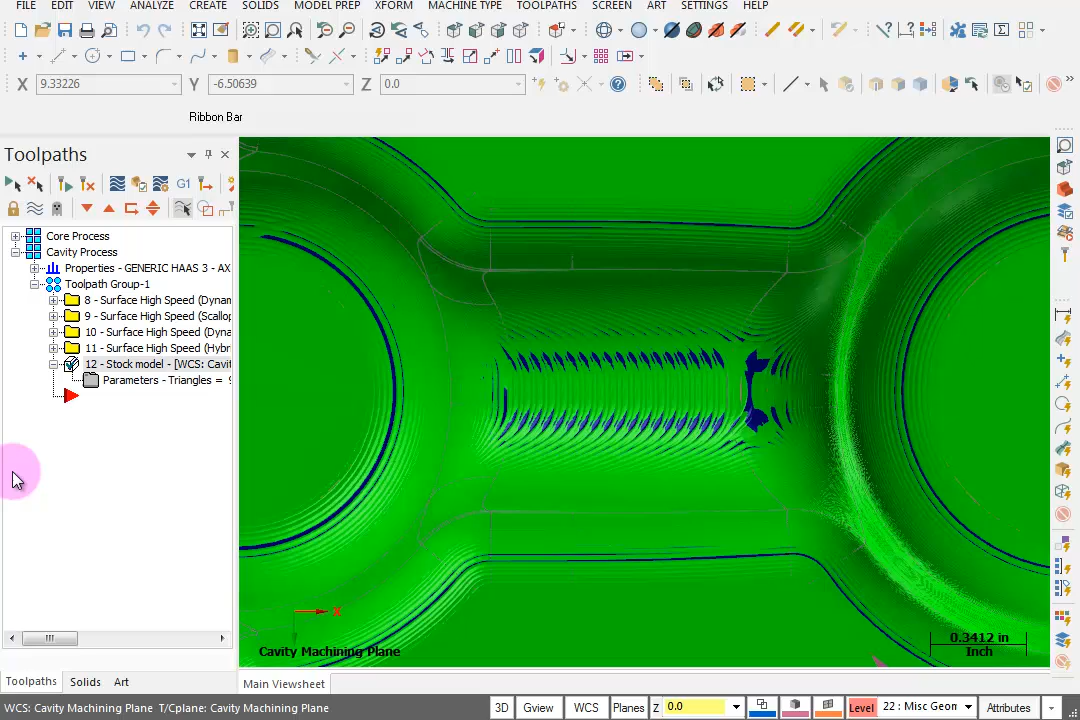 FILE EDIT VIEW ANALYZE CREATE SOLIDS MODEL PREP XFORM MACHINE TYPE TOOLPATHS SCREEN ART SETTINGS HELP
X 9.33226 Y -6.50639 Z 0.0
Ribbon Bar
Toolpaths
G1
Core Process
Cavity Process
Properties - GENERIC HAAS 3 - AX
Toolpath Group-1
8 - Surface High Speed (Dynan
9 - Surface High Speed (Scallop
10 - Surface High Speed (Dyna
11 - Surface High Speed (Hybr
12 - Stock model - [WCS: Cavi
Parameters - Triangles =
X
Cavity Machining Plane
0.3412 in
Inch
Toolpaths Solids Art
Main Viewsheet
WCS: Cavity Machining Plane T/Cplane: Cavity Machining Plane
3D Gview WCS Planes Z 0.0 Level 22 : Misc Geon Attributes